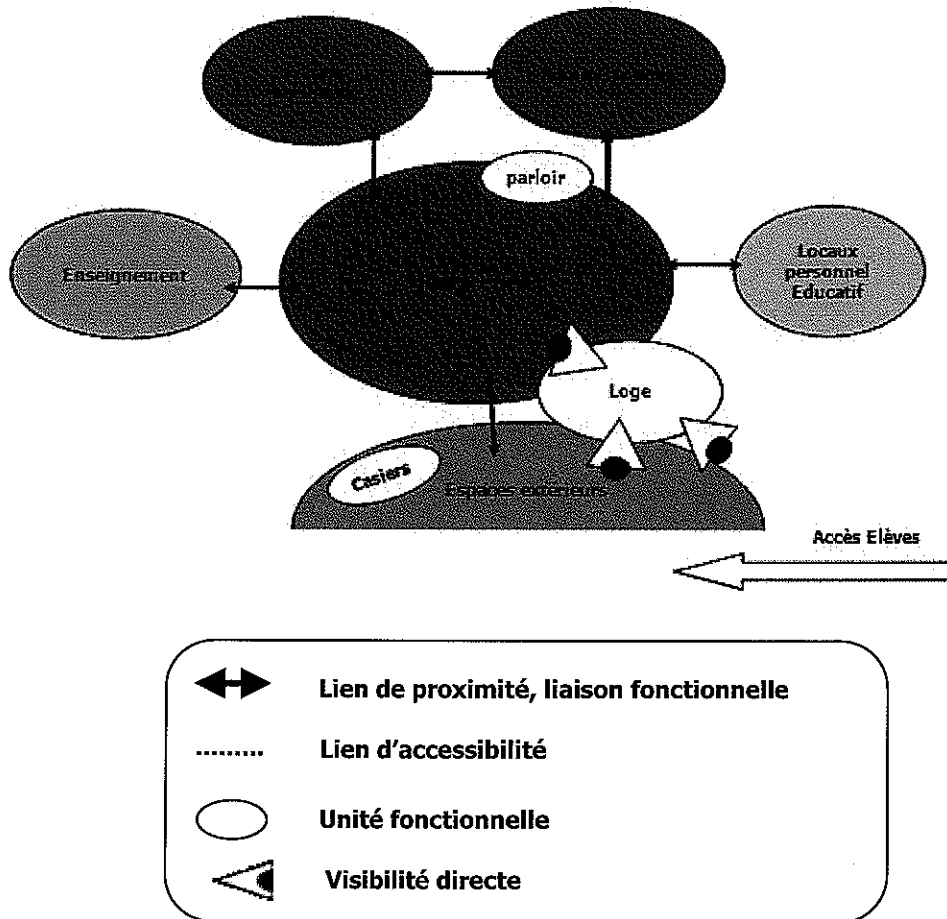 parloir
Enseignement
Locaux
personnel
Educatif
Loge
Casiers
Espaces extérieurs
Accès Elèves
Lien de proximité, liaison fonctionnelle
Lien d'accessibilité
Unité fonctionnelle
Visibilité directe